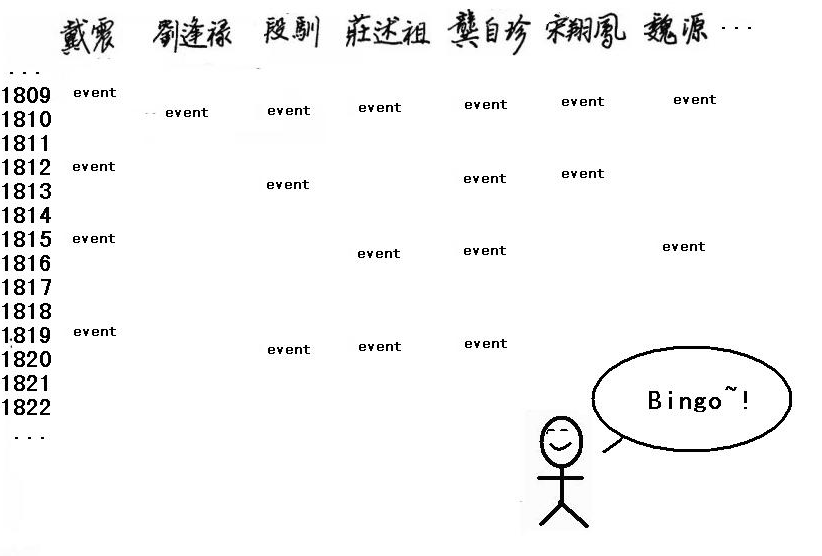 戴震 劉逢禄 段馴 莊述祖 龔自珍 宋翔鳳 魏源 ...
...
1809 event event event event
1810 event event event
1811
1812 event event event
1813 event
1814
1815 event event event
1816 event
1817
1818
1819 event
1820 event event event
1821
1822
...
Bingo~!